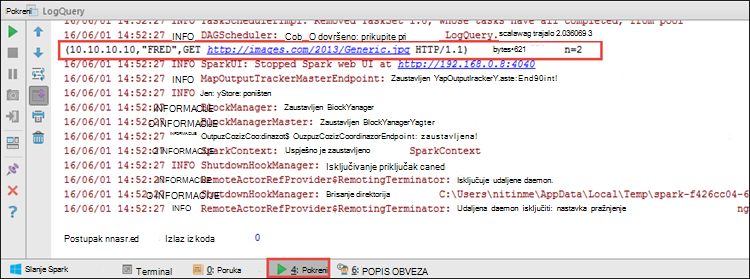 Pokreni LogQuery
16/06/01 14:52:27 INFO TaskSchedulerImpl: Removed TaskSet 1.0, whose tasks have all completed, from pool
16/06/01 14:52:27 INFO DAGScheduler: Cob_O dovršeno: prikupite pri LogQuery.scalawag trajalo 2.036069 3
(10.10.10.10,"FRED",GET http://images.com/2013/Generic.jpg HTTP/1.1) bytes=621 n=2
16/06/01 14:52:27 INFO SparkUI: Stopped Spark web UI at http://192.168.0.8:4040
16/06/01 14:52:27 INFO MapOutputTrackerMasterEndpoint: Zaustavljen YapOutputIrackerY.aste:End90int!
16/06/01 14:52:27 INFO Jen: yStore: poništen
16/06/01 14:52:27 INFORMACIJE BlockManager: Zaustavljen BlockYanager
16/06/01 14:52:27 INFORMACIJE BlockManagerMaster: Zaustavljen BlockManagerYagter
16/06/01 14:52:27 OutpuzCozizCoo:dinazot$ OuzpuzCozizCoordinazorEndpoint: zaustavljena!
16/06/01 14:52:27 INFORMACIJE SparkContext: Uspješno je zaustavljeno SparkContext
16/06/01 14:52:27 INFO ShutdownHookManager: Isključivanje priključak caned
16/06/01 14:52:27 INFO RemoteActorRefProvider$RemotingTerminator: Isključuje udaljene daemon.
16/06/01 14:52:27 INFORMACIJE ShutdownHookManager: Brisanje direktorija C:\Users\nitinme\AppData\Local\Temp\spark-f426cc04-6
16/06/01 14:52:27 INFO RemoteActorRefProvider$RemotingTerminator: Udaljena daemon isključiti: nastavka pražnjenje ng
Postupak nnasr.ed Izlaz iz koda 0
Slanje Spark Terminal 0: Poruka 4: Pokreni 6: POPIS OBVEZA